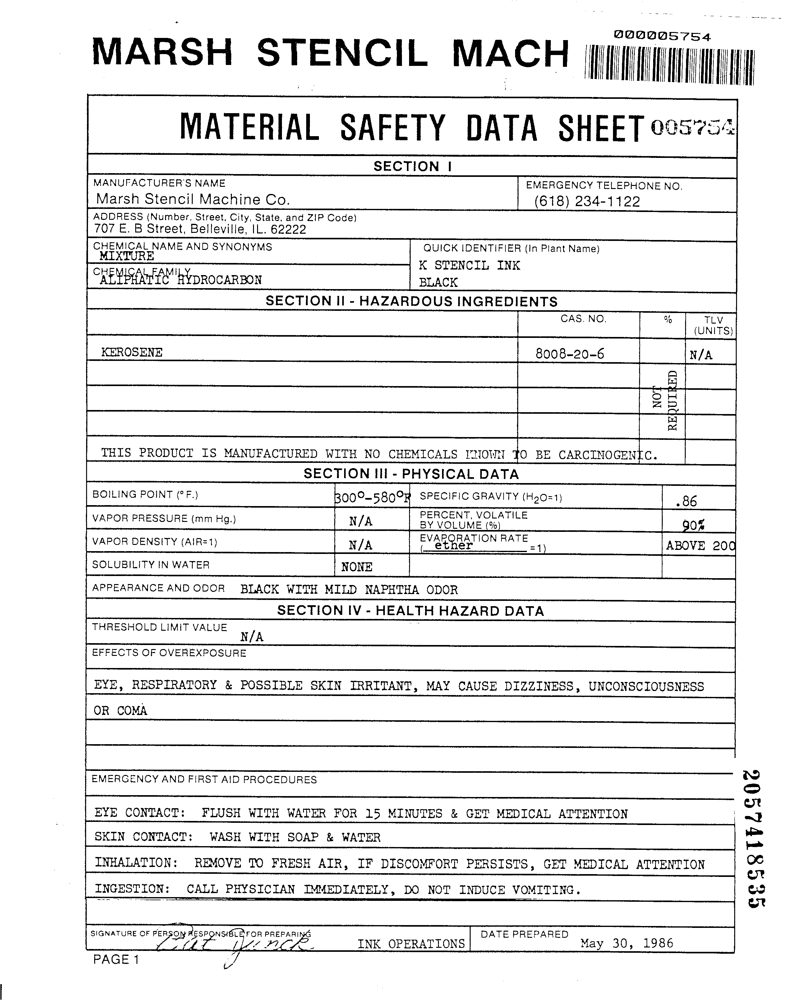 000005754
MARSH STENCIL MACH
MATERIAL SAFETY DATA SHEET 005754
SECTION I
MANUFACTURER'S NAME
Marsh Stencil Machine Co.
EMERGENCY TELEPHONE NO.
(618) 234-1122
ADDRESS (Number, Street, City, State, and ZIP Code)
707 E. B Street, Belleville, IL. 62222
CHEMICAL NAME AND SYNONYMS
MIXTURE
QUICK IDENTIFIER (In Plant Name)
K STENCIL INK
CHEMICAL FAMILY
ALIPHATIC HYDROCARBON
BLACK
SECTION II - HAZARDOUS INGREDIENTS
CAS. NO. % TLV (UNITS)
KEROSENE 8008-20-6 N/A
NOT REQUIRED
THIS PRODUCT IS MANUFACTURED WITH NO CHEMICALS KNOWN TO BE CARCINOGENIC.
SECTION III - PHYSICAL DATA
BOILING POINT (°F.) 300°-580°F SPECIFIC GRAVITY (H2O=1) .86
VAPOR PRESSURE (mm Hg.) N/A PERCENT, VOLATILE BY VOLUME (%) 90%
VAPOR DENSITY (AIR=1) N/A EVAPORATION RATE (ether =1) ABOVE 200
SOLUBILITY IN WATER NONE
APPEARANCE AND ODOR BLACK WITH MILD NAPHTHA ODOR
SECTION IV - HEALTH HAZARD DATA
THRESHOLD LIMIT VALUE N/A
EFFECTS OF OVEREXPOSURE
EYE, RESPIRATORY & POSSIBLE SKIN IRRITANT, MAY CAUSE DIZZINESS, UNCONSCIOUSNESS
OR COMA
EMERGENCY AND FIRST AID PROCEDURES
EYE CONTACT: FLUSH WITH WATER FOR 15 MINUTES & GET MEDICAL ATTENTION
SKIN CONTACT: WASH WITH SOAP & WATER
INHALATION: REMOVE TO FRESH AIR, IF DISCOMFORT PERSISTS, GET MEDICAL ATTENTION
INGESTION: CALL PHYSICIAN IMMEDIATELY, DO NOT INDUCE VOMITING.
SIGNATURE OF PERSON RESPONSIBLE FOR PREPARING
INK OPERATIONS
DATE PREPARED
May 30, 1986
PAGE 1
2057418535